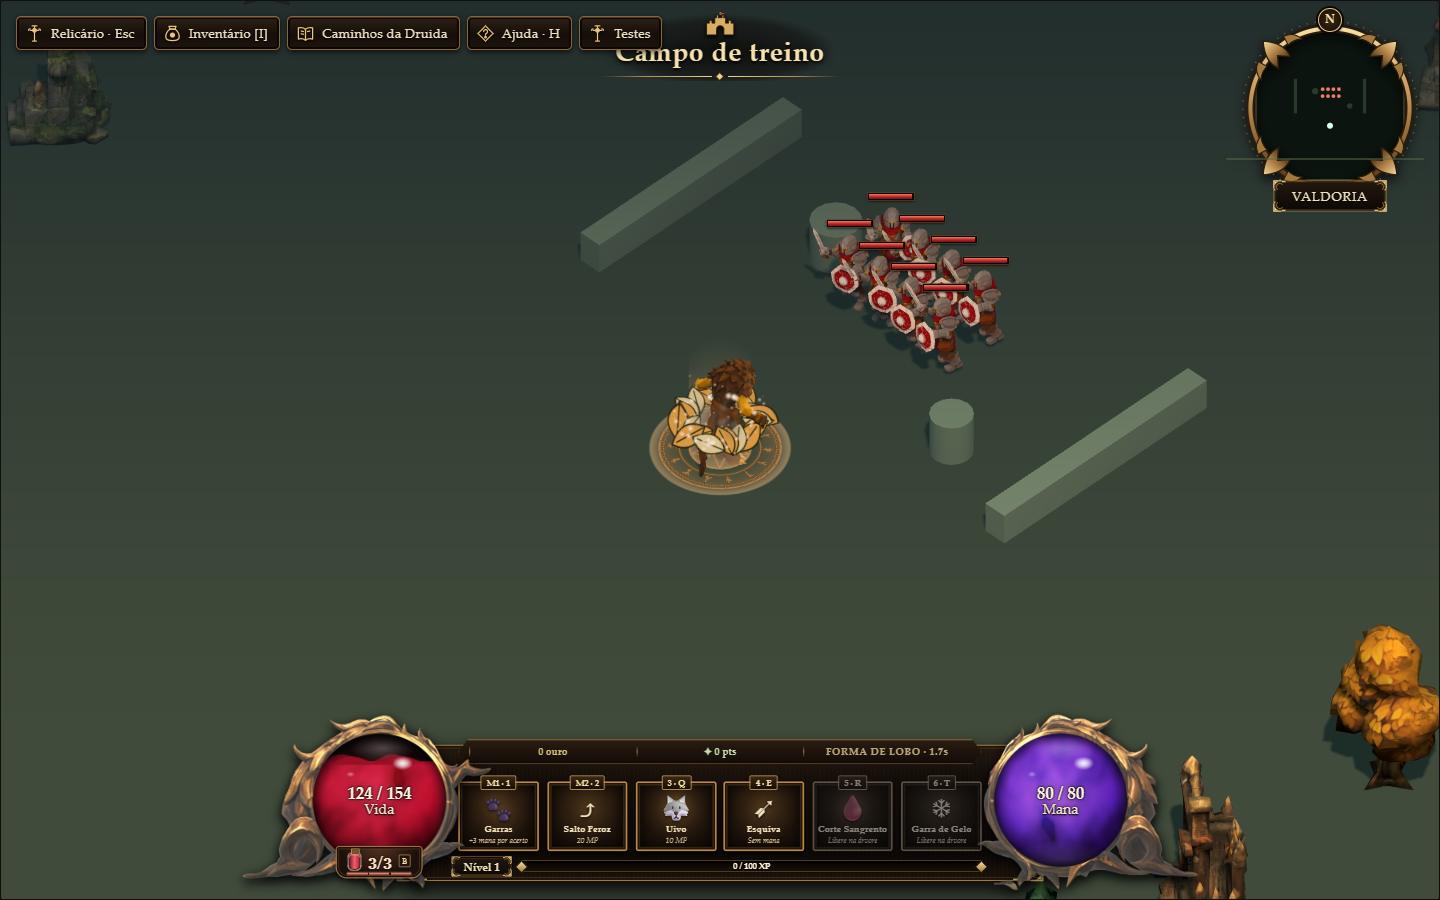 Relicário · Esc
Inventário [I]
Caminhos da Druida
Ajuda · H
Testes
Campo de treino
N
VALDORIA
0 ouro
0 pts
FORMA DE LOBO · 1.7s
124 / 154
Vida
3/3
B
M1 · 1
Garras
+3 mana por acerto
M2 · 2
Salto Feroz
20 MP
3 · Q
Uivo
10 MP
4 · E
Esquiva
Sem mana
5 · R
Corte Sangrento
Libere na árvore
6 · T
Garra de Gelo
Libere na árvore
80 / 80
Mana
Nível 1
0 / 100 XP